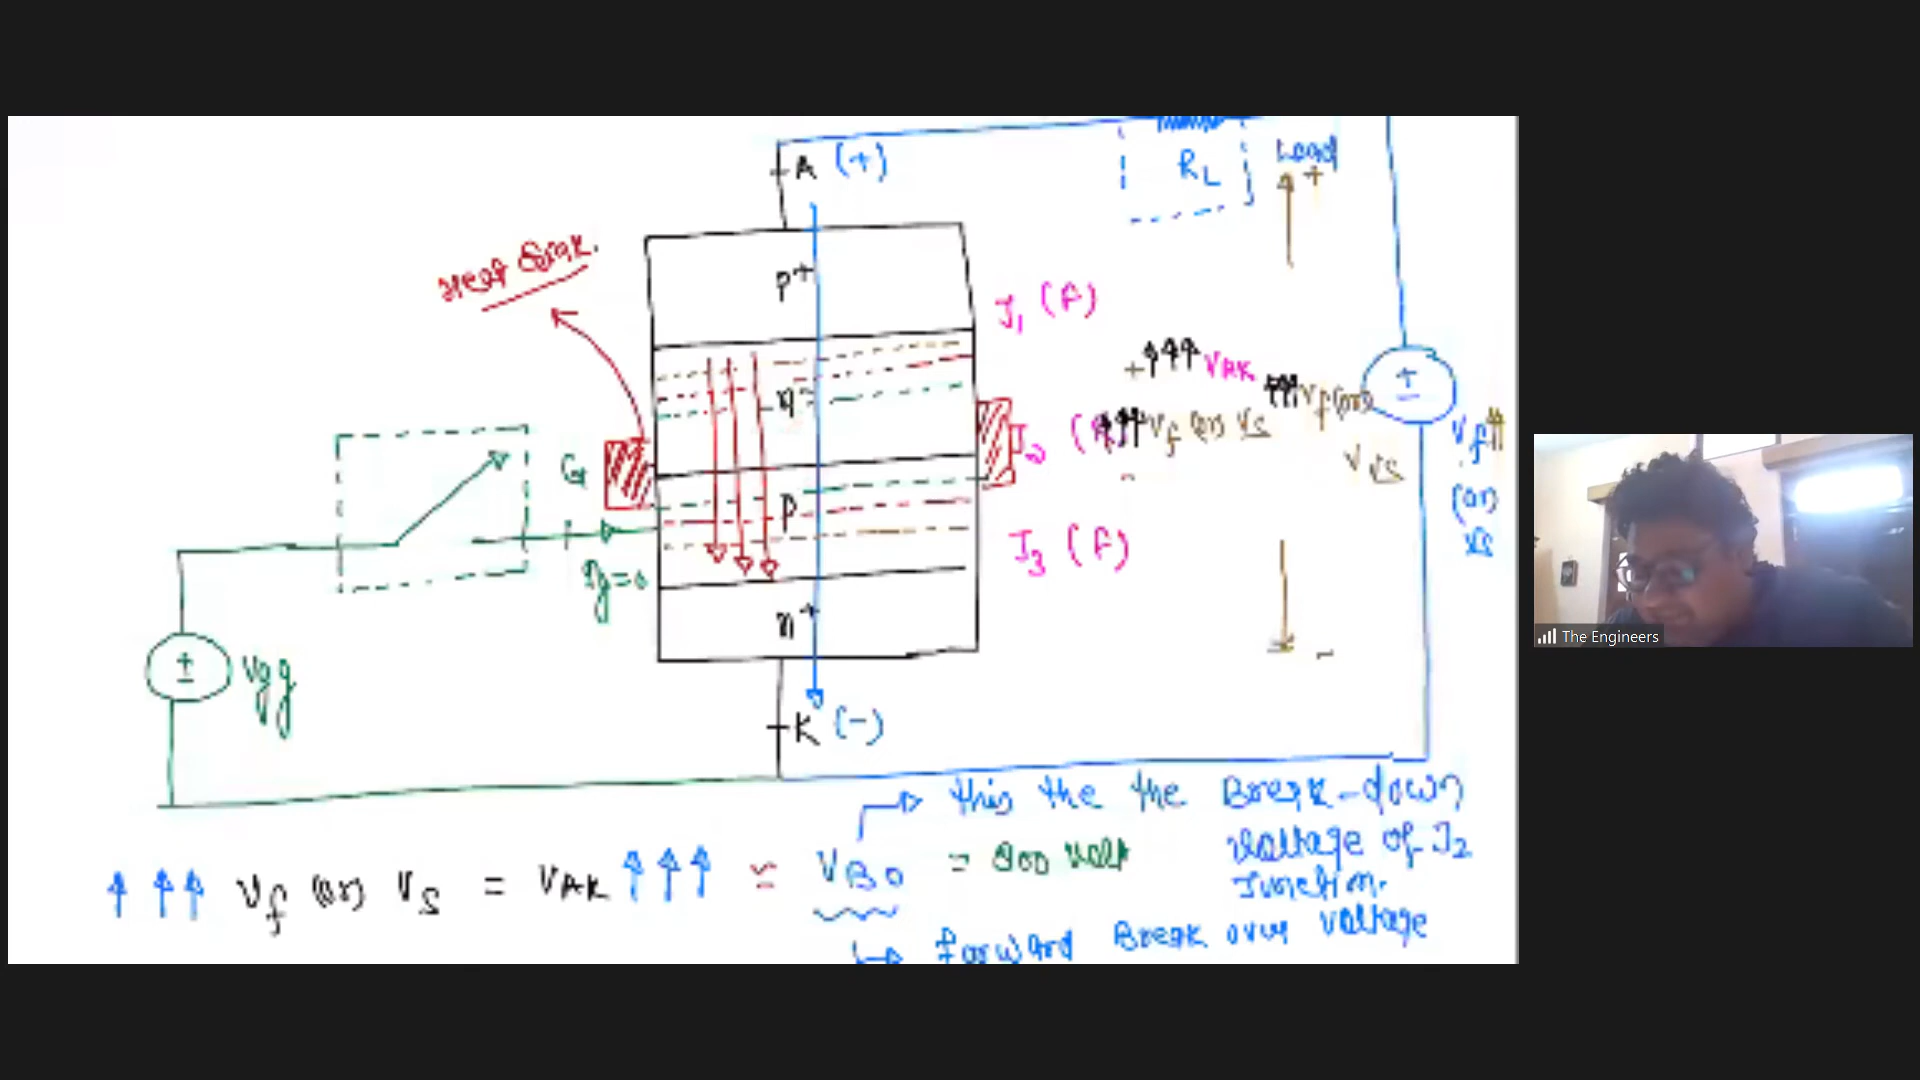 A (+)
RL
Load
+
Heat Sink.
p+
J1 (F)
+ VAK
n-
Vf (or) Vs
Vf (or)
Vs
J2 (R)
Vf
(or)
Vs
G
p
J3 (F)
Ig=0
n+
± Vgg
K (-)
this the the Break-down
Voltage of J2
Junction.
Vf (or) Vs = VAK ≃ VBO = 800 Volt
Forward Break over Voltage
The Engineers